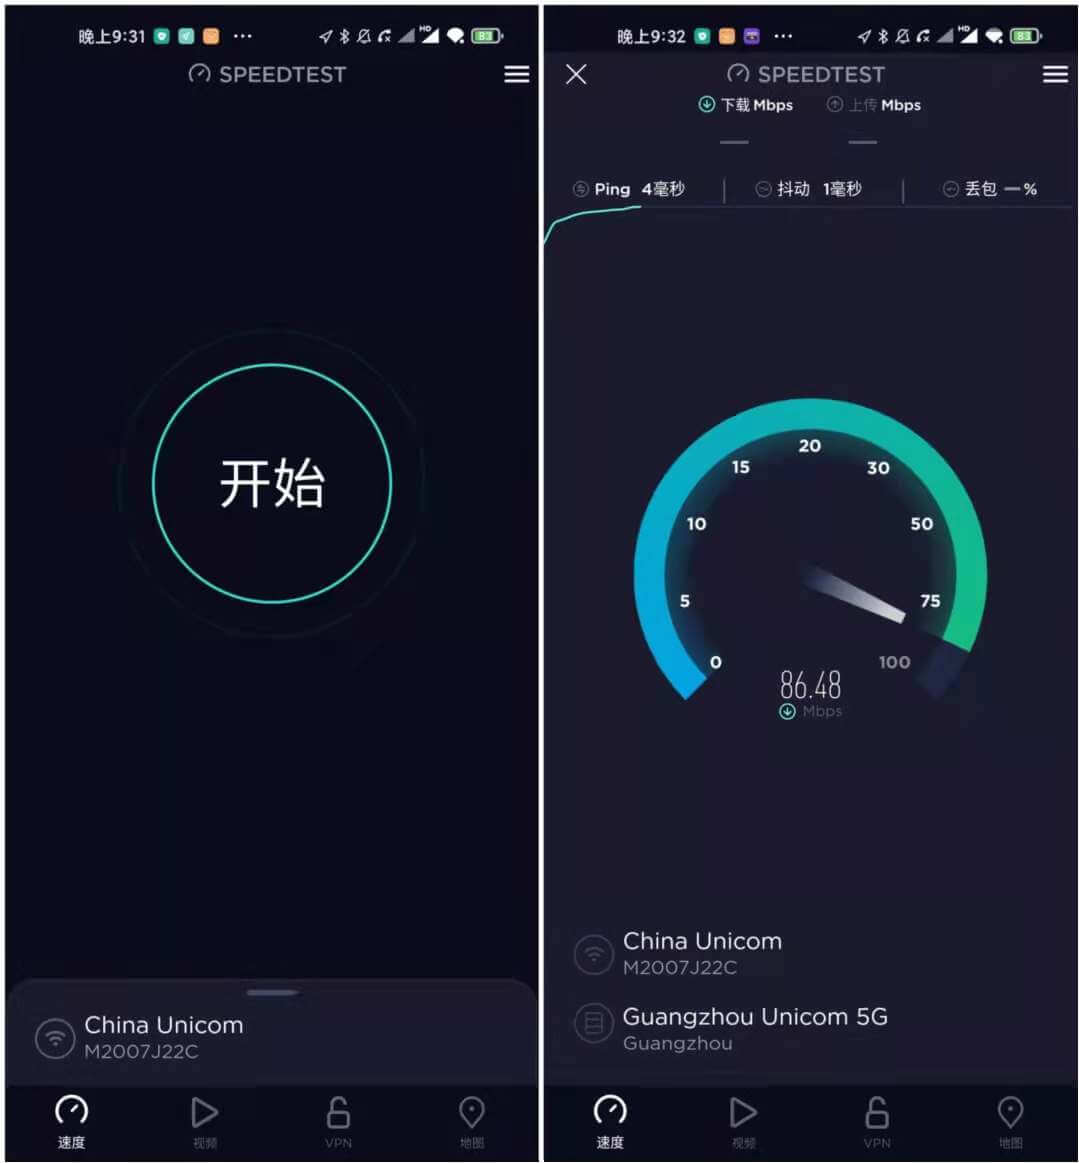 晚上9:31 HD 83
SPEEDTEST
开始
China Unicom
M2007J22C
速度 视频 VPN 地图
晚上9:32 HD 83
SPEEDTEST
下载 Mbps 上传 Mbps
Ping 4毫秒 抖动 1毫秒 丢包 — %
20
15 30
10 50
5 75
0 100
86.48
Mbps
China Unicom
M2007J22C
Guangzhou Unicom 5G
Guangzhou
速度 视频 VPN 地图